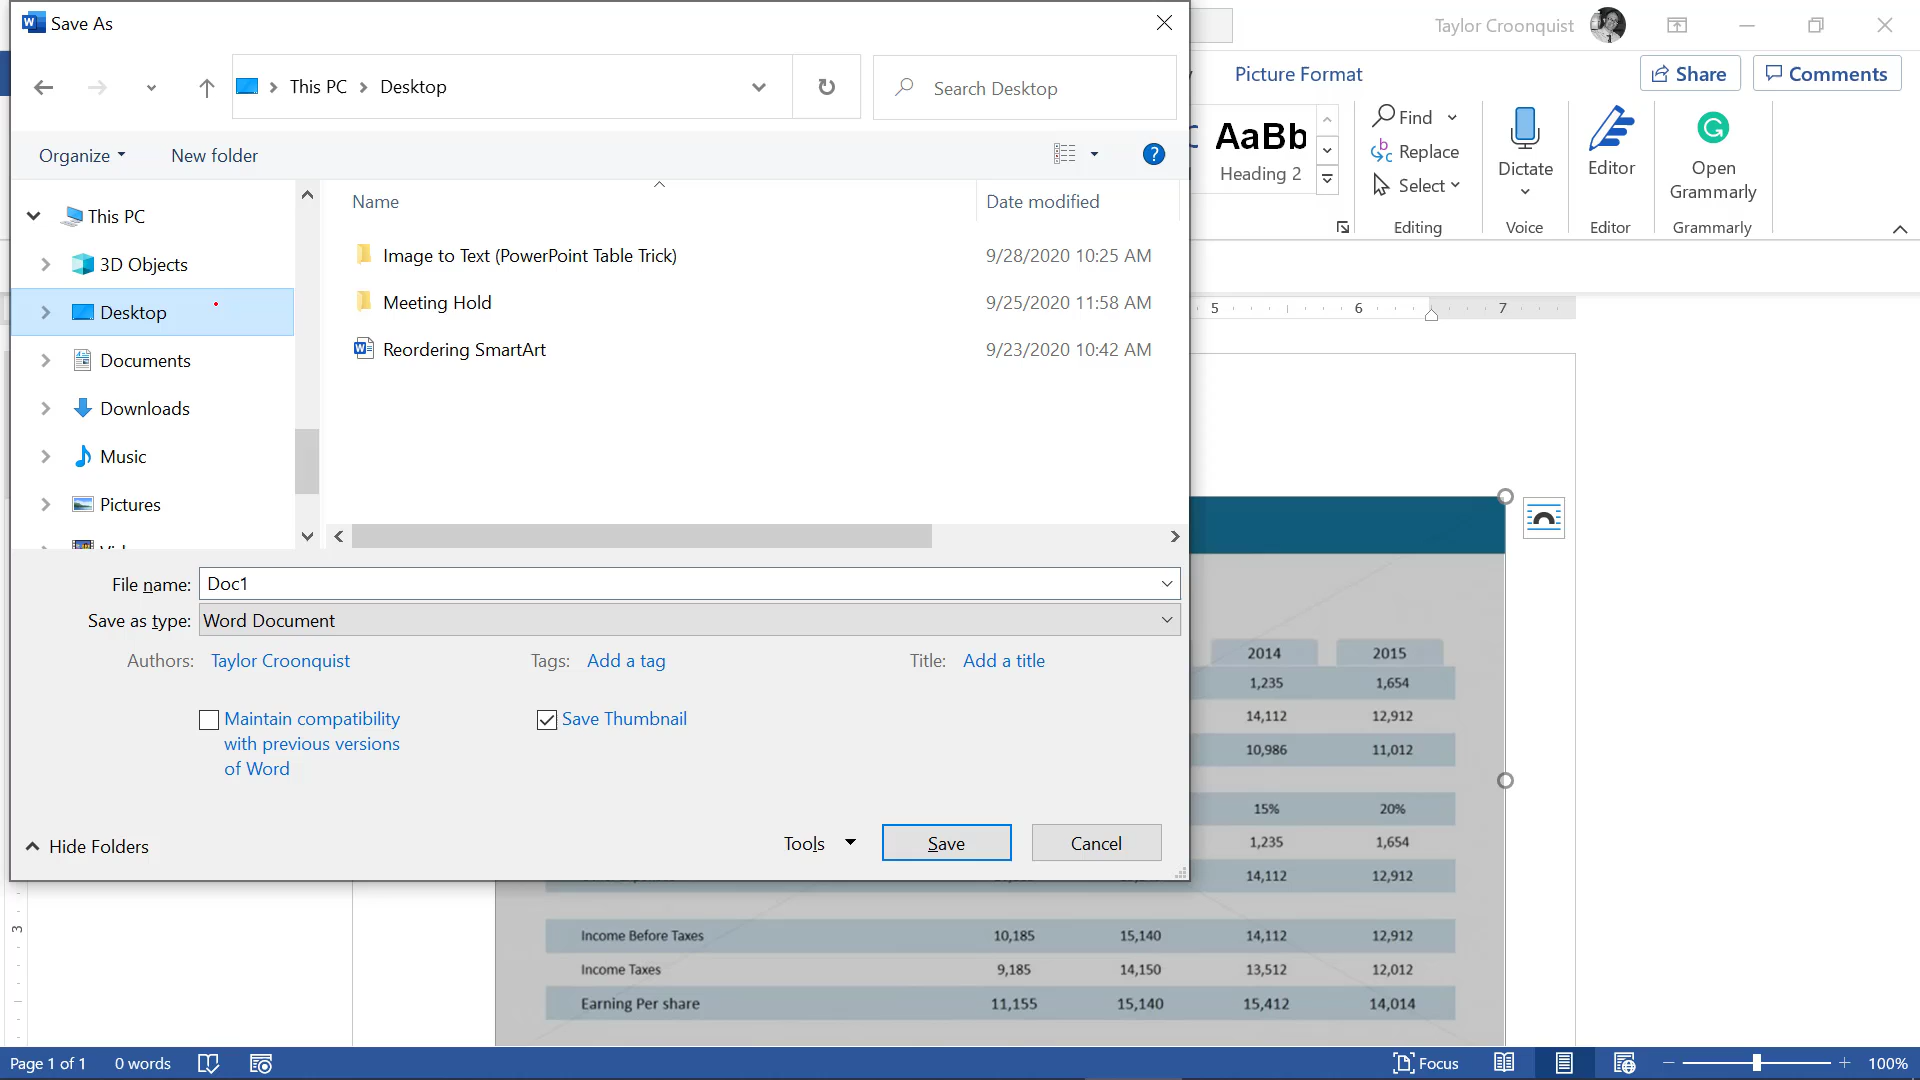 Save As
Taylor Croonquist
This PC > Desktop
Search Desktop
Picture Format
Share
Comments
Organize
New folder
Name
Date modified
This PC
3D Objects
Desktop
Documents
Downloads
Music
Pictures
Image to Text (PowerPoint Table Trick) 9/28/2020 10:25 AM
Meeting Hold 9/25/2020 11:58 AM
Reordering SmartArt 9/23/2020 10:42 AM
AaBb
Heading 2
Find
Replace
Select
Editing
Dictate
Voice
Editor
Editor
Open
Grammarly
Grammarly
5 6 7
File name: Doc1
Save as type: Word Document
Authors: Taylor Croonquist
Tags: Add a tag
Title: Add a title
Maintain compatibility
with previous versions
of Word
Save Thumbnail
Hide Folders
Tools
Save
Cancel
2014 2015
1,235 1,654
14,112 12,912
10,986 11,012
15% 20%
1,235 1,654
14,112 12,912
Income Before Taxes 10,185 15,140 14,112 12,912
Income Taxes 9,185 14,150 13,512 12,012
Earning Per share 11,155 15,140 15,412 14,014
3
Page 1 of 1
0 words
Focus
100%